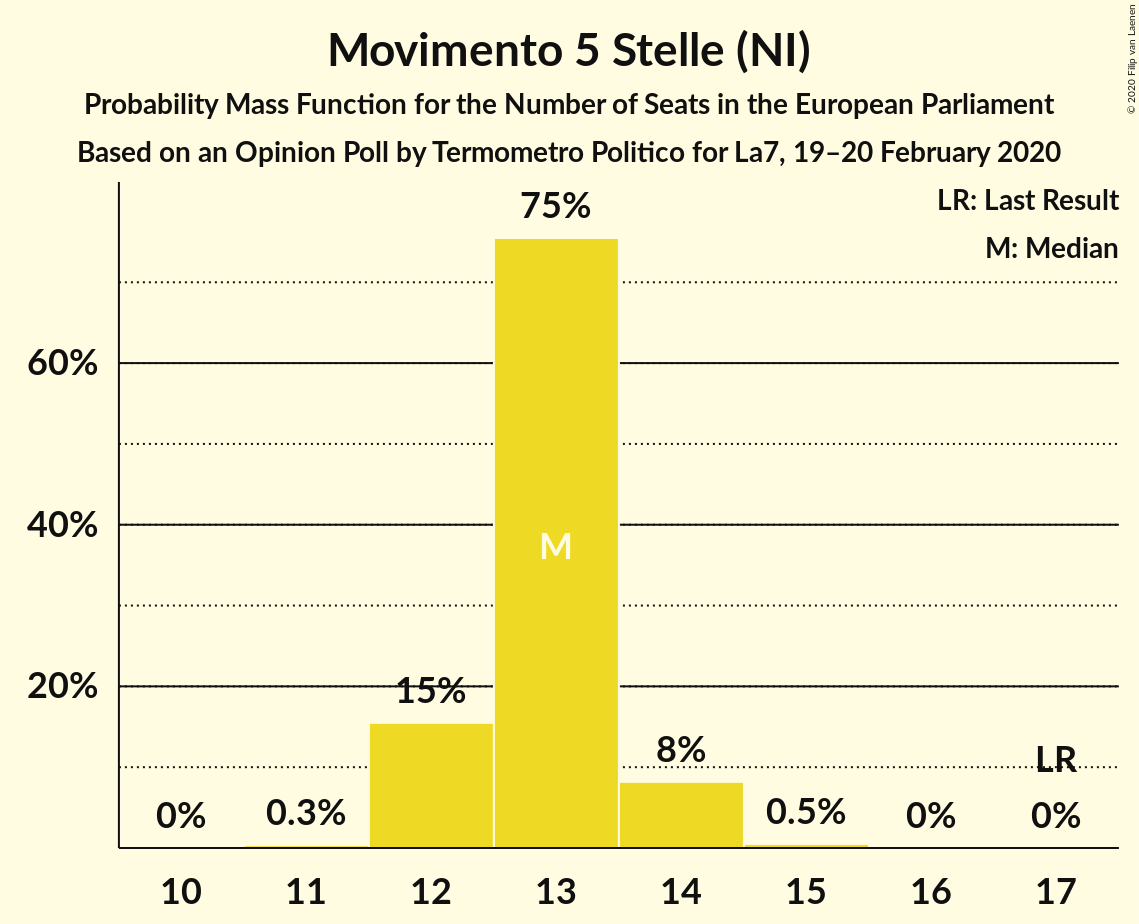 Movimento 5 Stelle (NI)
Probability Mass Function for the Number of Seats in the European Parliament
Based on an Opinion Poll by Termometro Politico for La7, 19–20 February 2020
© 2020 Filip van Laenen
LR: Last Result
M: Median
75%
60%
40%
M
20%
15%
8%
LR
0%
0.3%
0.5%
0%
0%
10 11 12 13 14 15 16 17